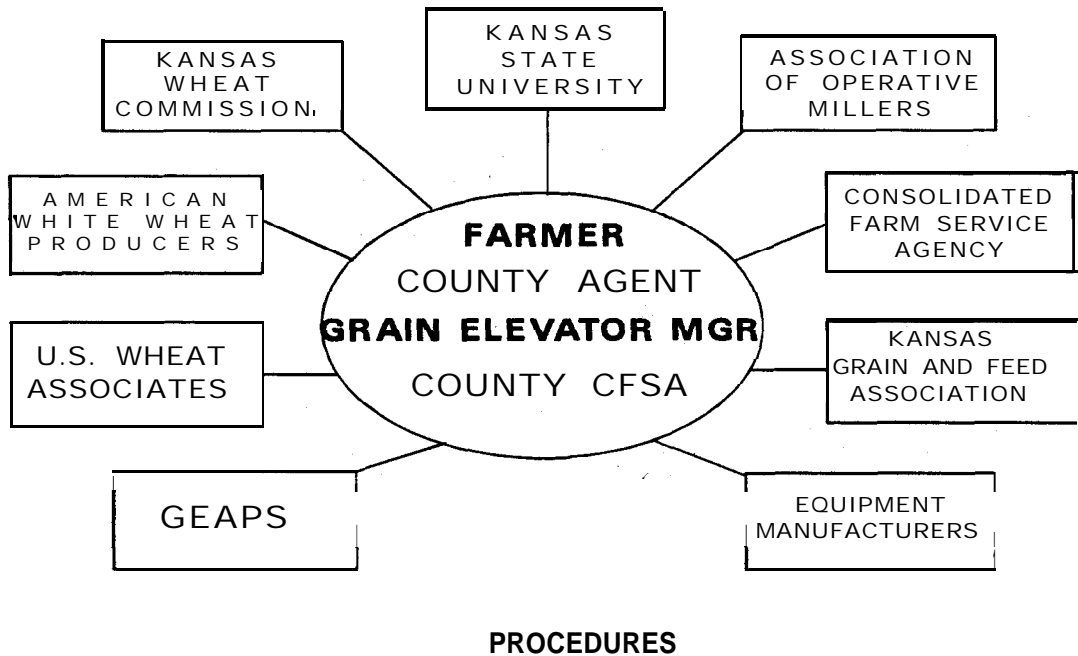 KANSAS
WHEAT
COMMISSION
KANSAS
STATE
UNIVERSITY
ASSOCIATION
OF OPERATIVE
MILLERS
AMERICAN
WHITE WHEAT
PRODUCERS
CONSOLIDATED
FARM SERVICE
AGENCY
FARMER
COUNTY AGENT
GRAIN ELEVATOR MGR
COUNTY CFSA
U.S. WHEAT
ASSOCIATES
KANSAS
GRAIN AND FEED
ASSOCIATION
GEAPS
EQUIPMENT
MANUFACTURERS
PROCEDURES